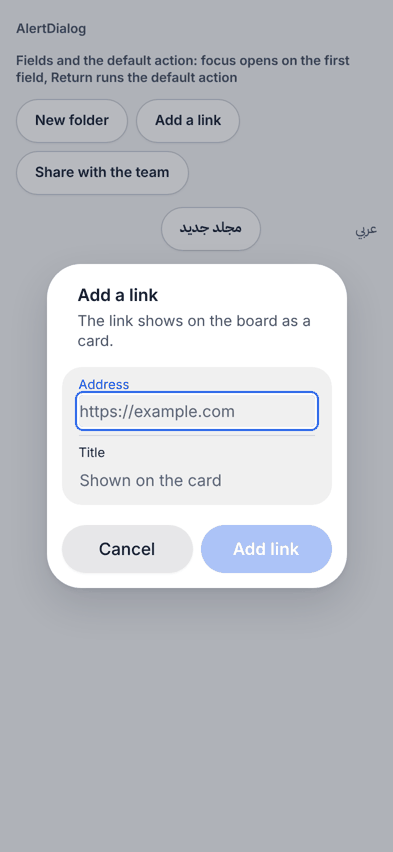 AlertDialog
Fields and the default action: focus opens on the first
field, Return runs the default action
New folder
Add a link
Share with the team
مجلد جديد
عربي
Add a link
The link shows on the board as a
card.
Address
https://example.com
Title
Shown on the card
Cancel
Add link